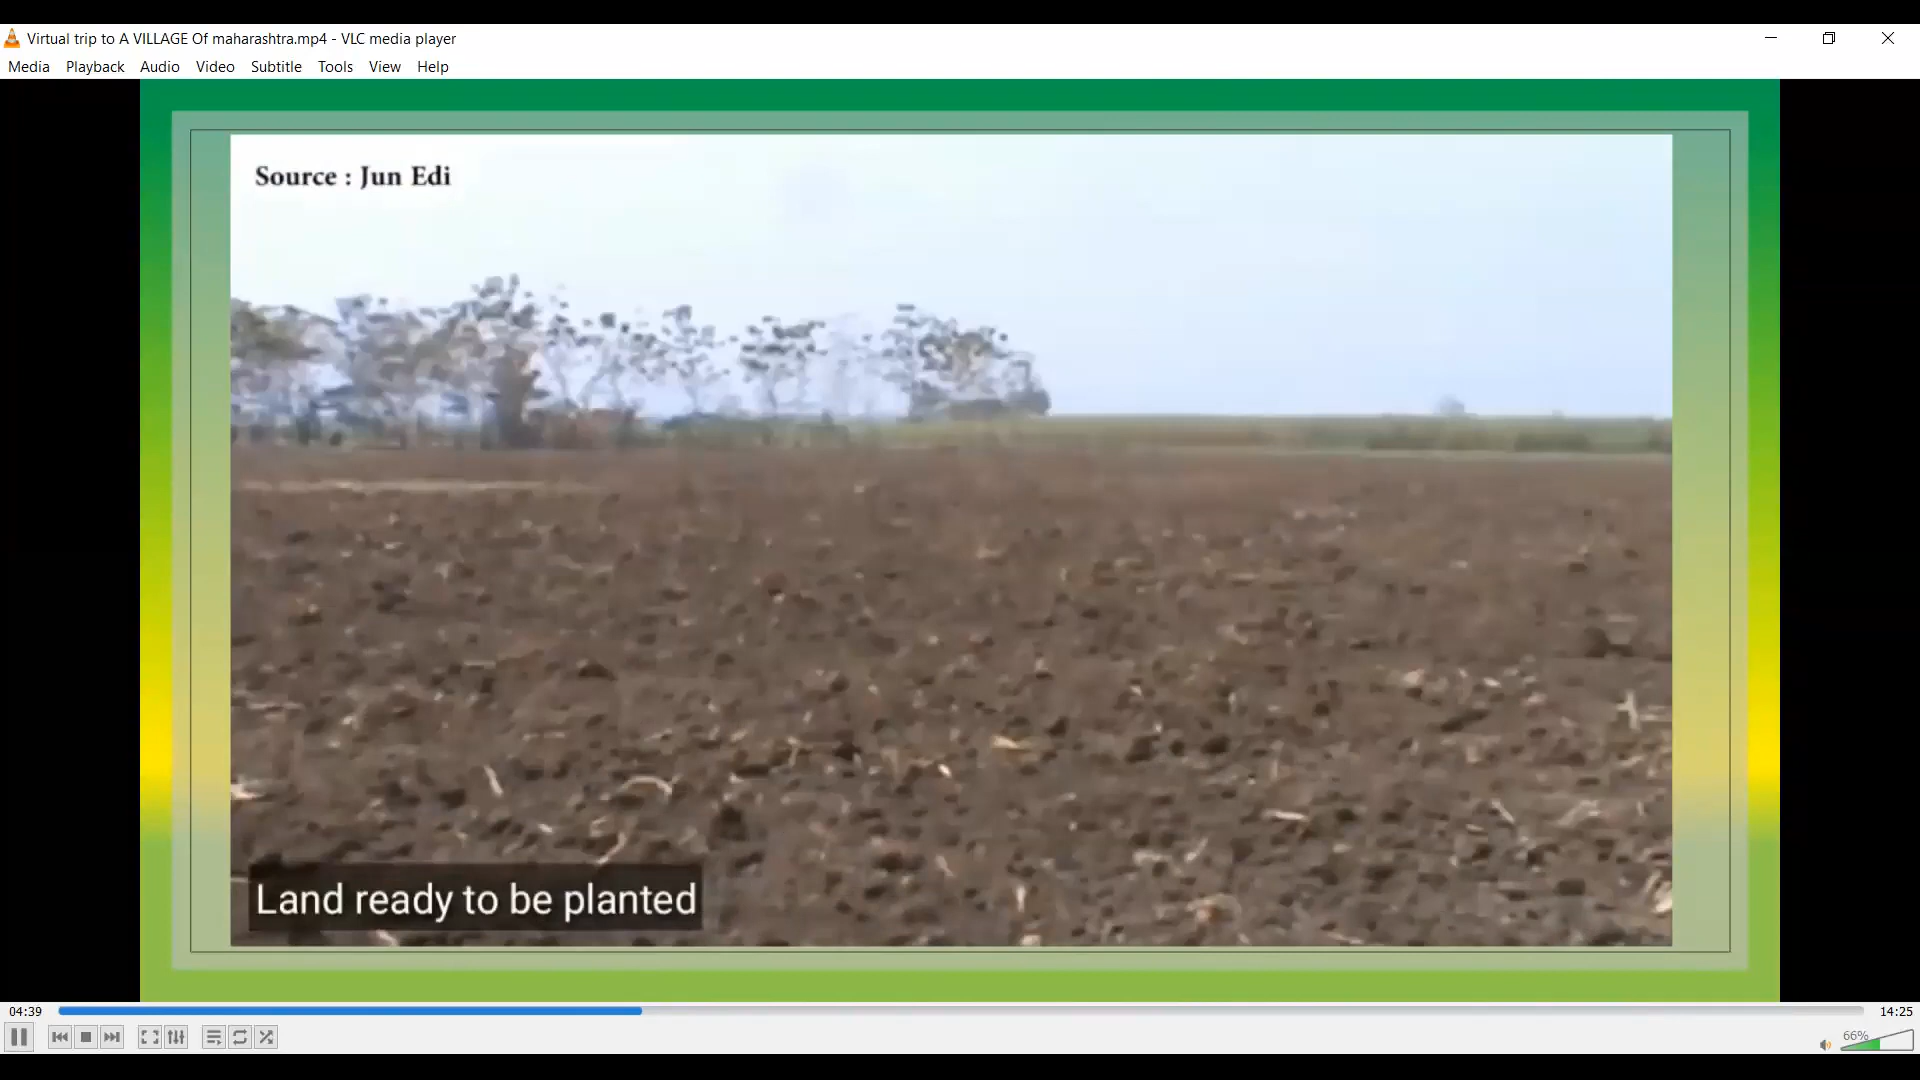 Virtual trip to A VILLAGE Of maharashtra.mp4 - VLC media player
Media Playback Audio Video Subtitle Tools View Help
Source : Jun Edi
Land ready to be planted
04:39
14:25
66%